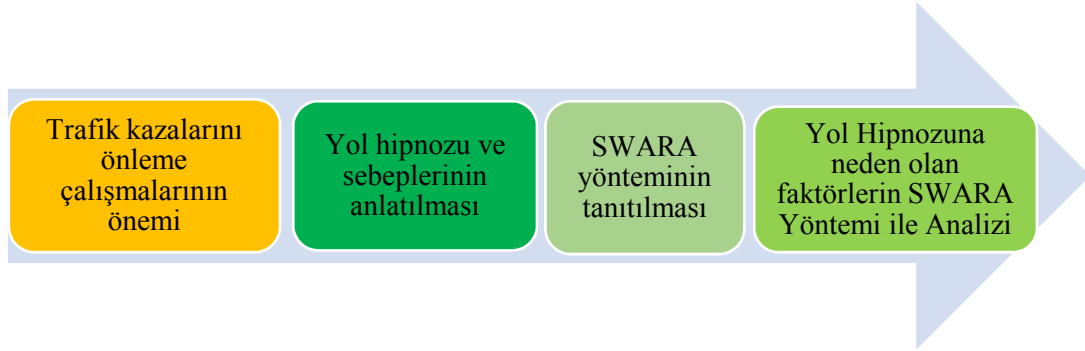 Trafik kazalarını
önleme
çalışmalarının
önemi
Yol hipnozu ve
sebeplerinin
anlatılması
SWARA
yönteminin
tanıtılması
Yol Hipnozuna
neden olan
faktörlerin SWARA
Yöntemi ile Analizi